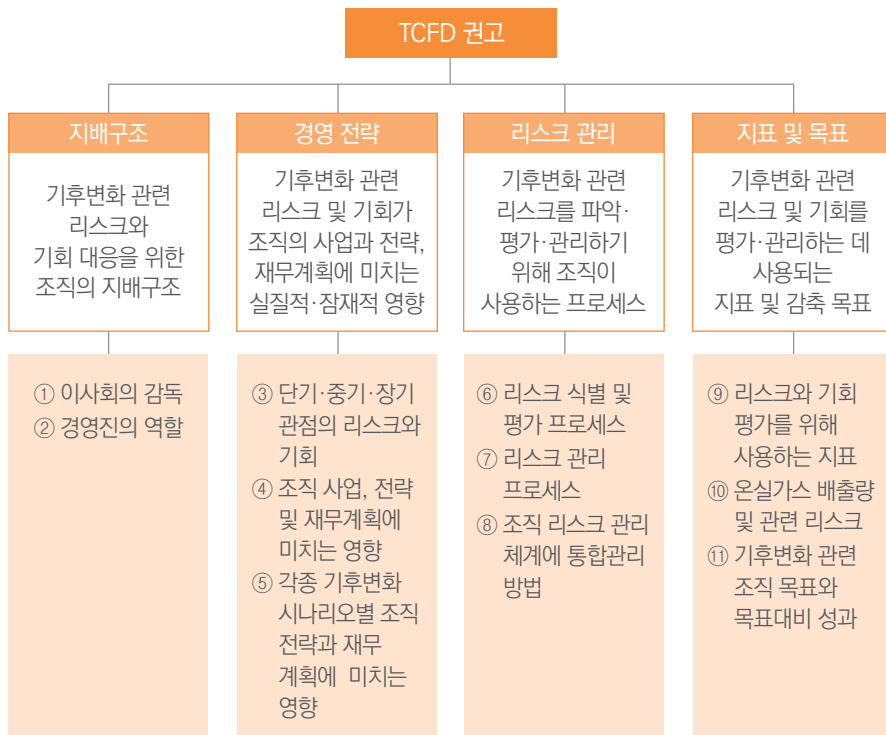 TCFD 권고
지배구조
기후변화 관련
리스크와
기회 대응을 위한
조직의 지배구조
① 이사회의 감독
② 경영진의 역할
경영 전략
기후변화 관련
리스크 및 기회가
조직의 사업과 전략,
재무계획에 미치는
실질적·잠재적 영향
③ 단기·중기·장기
관점의 리스크와
기회
④ 조직 사업, 전략
및 재무계획에
미치는 영향
⑤ 각종 기후변화
시나리오별 조직
전략과 재무
계획에 미치는
영향
리스크 관리
기후변화 관련
리스크를 파악·
평가·관리하기
위해 조직이
사용하는 프로세스
⑥ 리스크 식별 및
평가 프로세스
⑦ 리스크 관리
프로세스
⑧ 조직 리스크 관리
체계에 통합관리
방법
지표 및 목표
기후변화 관련
리스크 및 기회를
평가·관리하는 데
사용되는
지표 및 감축 목표
⑨ 리스크와 기회
평가를 위해
사용하는 지표
⑩ 온실가스 배출량
및 관련 리스크
⑪ 기후변화 관련
조직 목표와
목표대비 성과